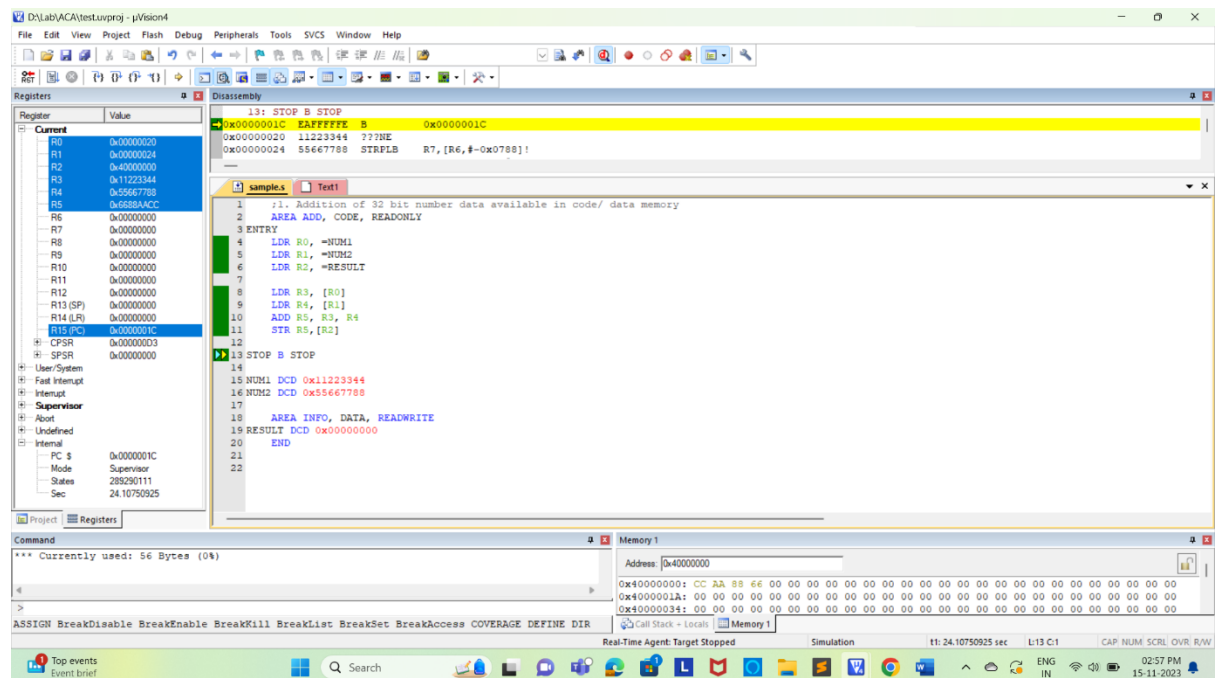 D:\Lab\ACA\test.uvproj - µVision4
File Edit View Project Flash Debug Peripherals Tools SVCS Window Help
Registers
Register Value
Current
R0 0x00000020
R1 0x00000024
R2 0x40000000
R3 0x11223344
R4 0x55667788
R5 0x6688AACC
R6 0x00000000
R7 0x00000000
R8 0x00000000
R9 0x00000000
R10 0x00000000
R11 0x00000000
R12 0x00000000
R13 (SP) 0x00000000
R14 (LR) 0x00000000
R15 (PC) 0x0000001C
CPSR 0x000000D3
SPSR 0x00000000
User/System
Fast Interrupt
Interrupt
Supervisor
Abort
Undefined
Internal
PC $ 0x0000001C
Mode Supervisor
States 289290111
Sec 24.10750925
Project Registers
Disassembly
13: STOP B STOP
0x0000001C EAFFFFFE B 0x0000001C
0x00000020 11223344 ???NE
0x00000024 55667788 STRPLB R7,[R6,#-0x0788]!
sample.s Text1
1 ;1. Addition of 32 bit number data available in code/ data memory
2 AREA ADD, CODE, READONLY
3 ENTRY
4 LDR R0, =NUM1
5 LDR R1, =NUM2
6 LDR R2, =RESULT
7
8 LDR R3, [R0]
9 LDR R4, [R1]
10 ADD R5, R3, R4
11 STR R5,[R2]
12
13 STOP B STOP
14
15 NUM1 DCD 0x11223344
16 NUM2 DCD 0x55667788
17
18 AREA INFO, DATA, READWRITE
19 RESULT DCD 0x00000000
20 END
21
22
Command
*** Currently used: 56 Bytes (0%)
>
ASSIGN BreakDisable BreakEnable BreakKill BreakList BreakSet BreakAccess COVERAGE DEFINE DIR
Memory 1
Address: 0x40000000
0x40000000: CC AA 88 66 00 00 00 00 00 00 00 00 00 00 00 00 00 00 00 00 00 00 00 00 00 00
0x4000001A: 00 00 00 00 00 00 00 00 00 00 00 00 00 00 00 00 00 00 00 00 00 00 00 00 00 00
0x40000034: 00 00 00 00 00 00 00 00 00 00 00 00 00 00 00 00 00 00 00 00 00 00 00 00 00 00
Call Stack + Locals Memory 1
Real-Time Agent: Target Stopped Simulation t1: 24.10750925 sec L:13 C:1 CAP NUM SCRL OVR R/W
Top events
Event brief
Search
ENG
IN
02:57 PM
15-11-2023